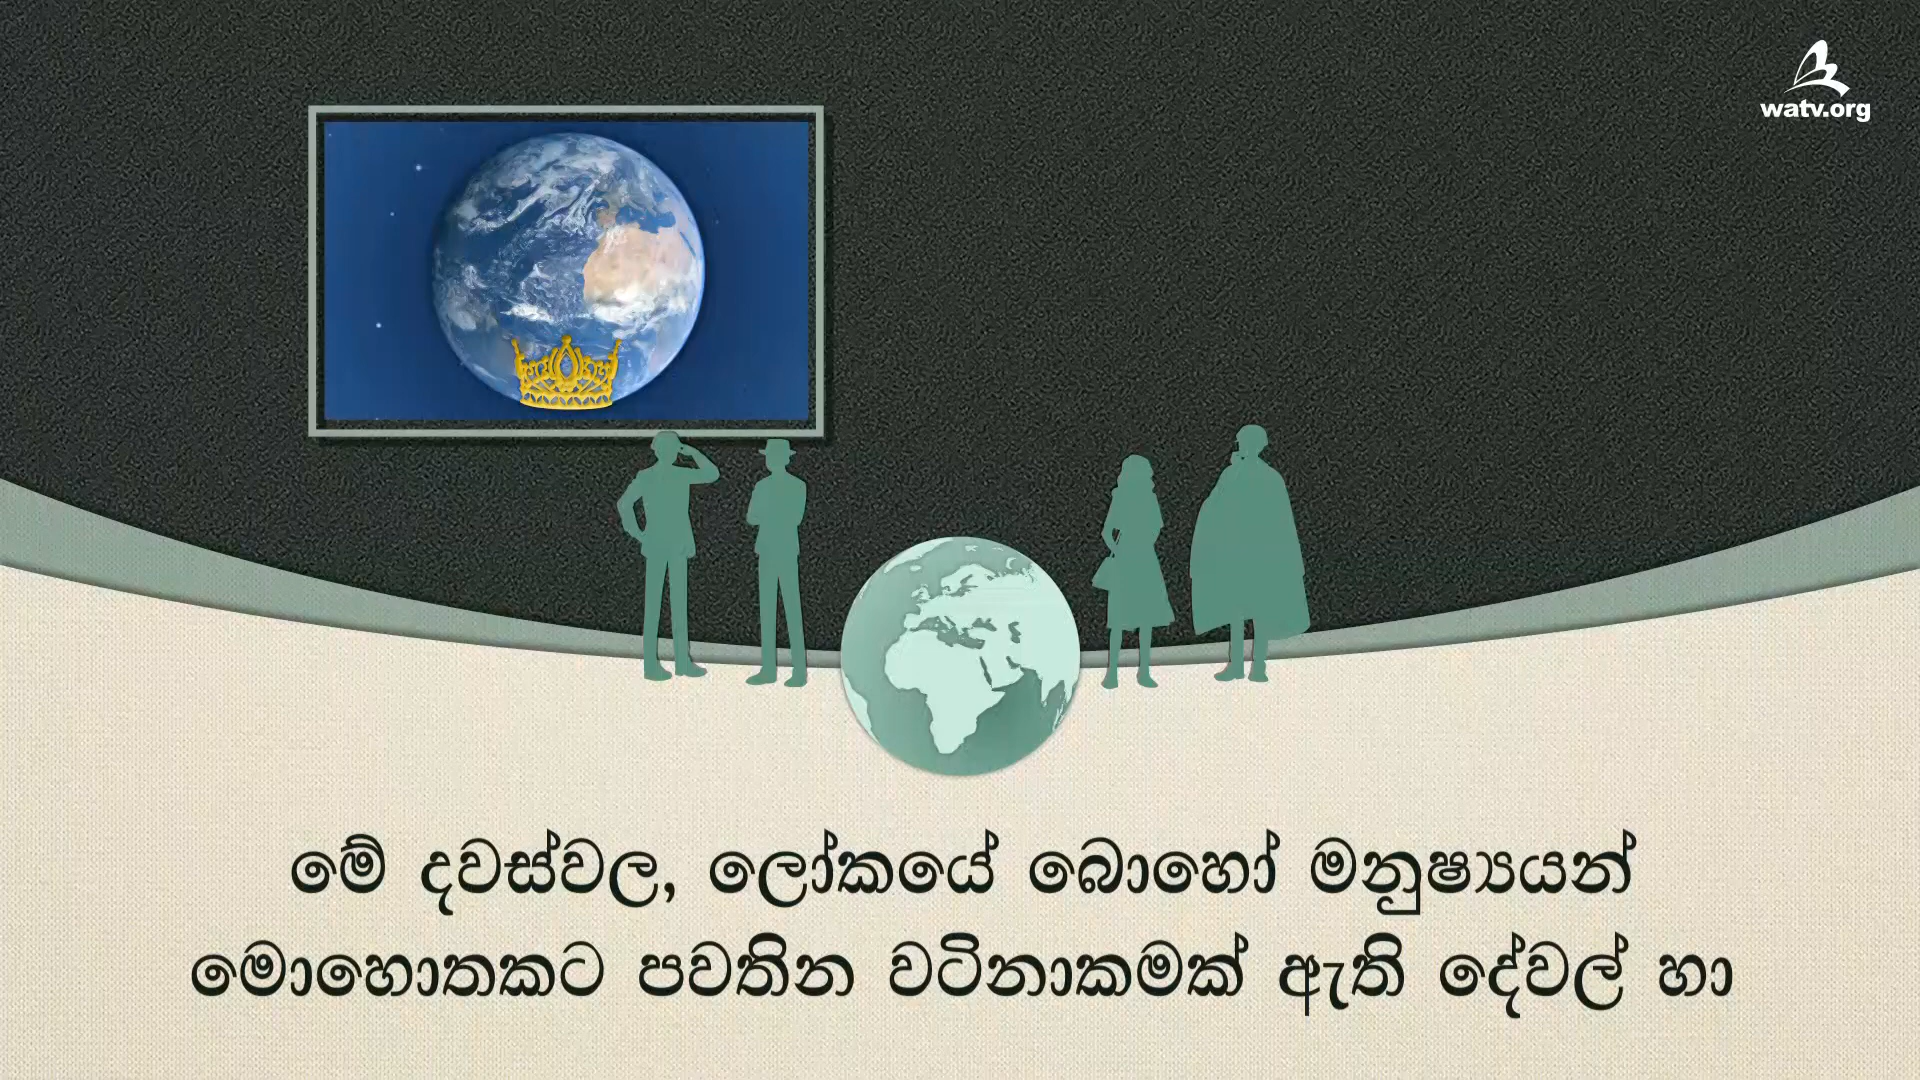 watv.org
මේ දවස්වල, ලෝකයේ බොහෝ මනුෂ්‍යයන්
මොහොතකට පවතින වටිනාකමක් ඇති දේවල් හා